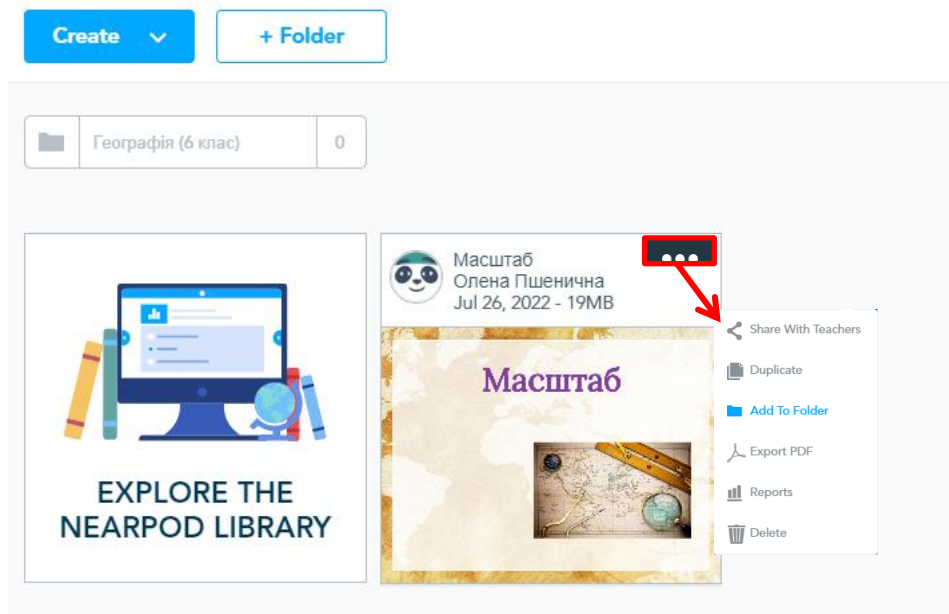 Create
+ Folder
Географія (6 клас)
0
EXPLORE THE
NEARPOD LIBRARY
Масштаб
Олена Пшенична
Jul 26, 2022 - 19MB
Масштаб
Share With Teachers
Duplicate
Add To Folder
Export PDF
Reports
Delete